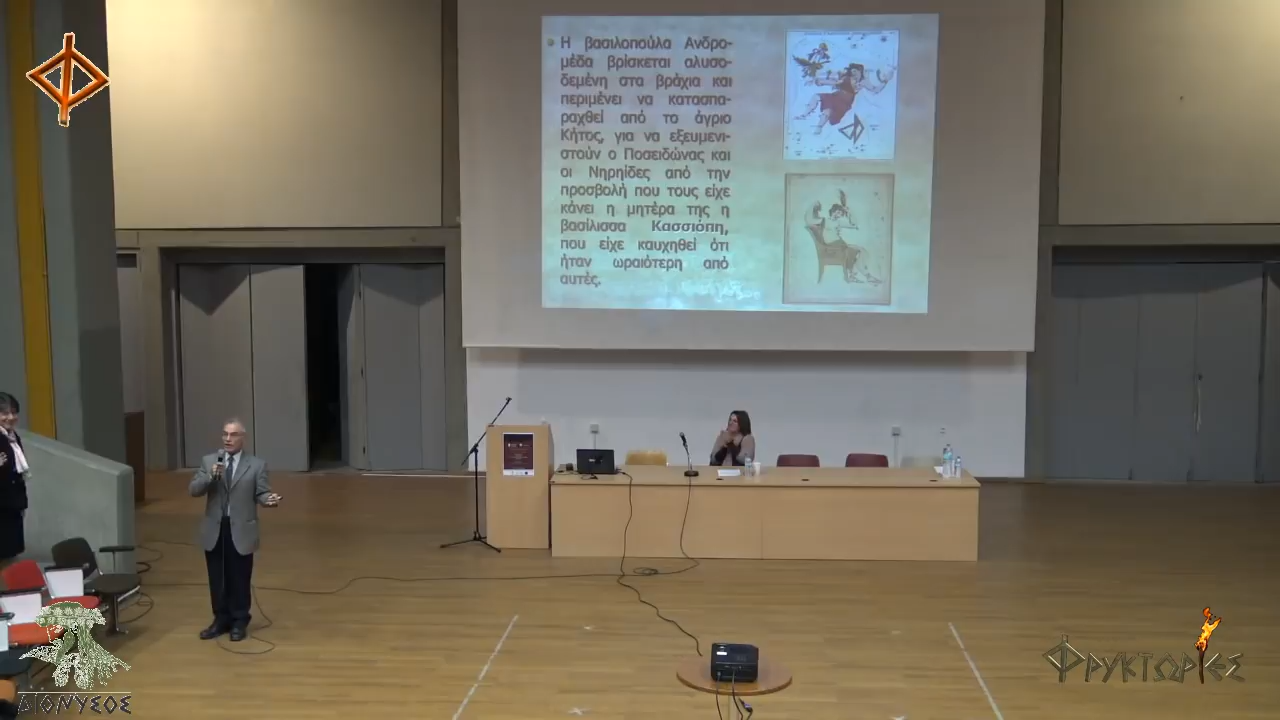 Η βασιλοπούλα Ανδρο-
μέδα βρίσκεται αλυσο-
δεμένη στα βράχια και
περιμένει να κατασπα-
ραχθεί από το άγριο
Κήτος, για να εξευμενι-
στούν ο Ποσειδώνας και
οι Νηρηίδες από την
προσβολή που τους είχε
κάνει η μητέρα της η
βασίλισσα Κασσιόπη,
που είχε καυχηθεί ότι
ήταν ωραιότερη από
αυτές.
ΔΙΟΝΥΣΟΣ
ΦΡΥΚΤΩΡΙΕΣ